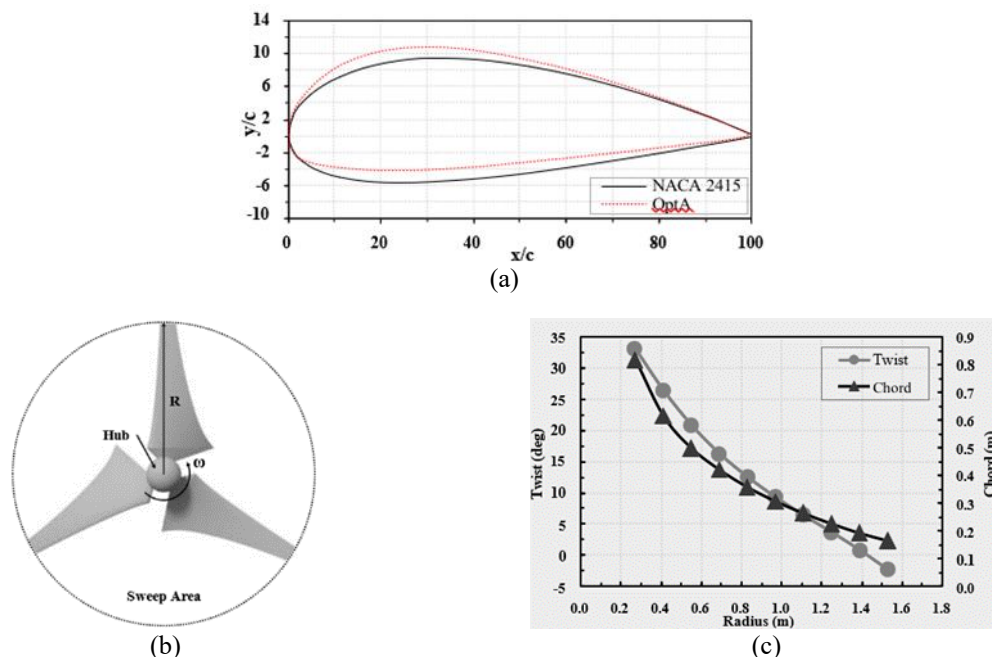 14
10
6
2
-2
-6
-10
y/c
NACA 2415
OptA
0 20 40 60 80 100
x/c
(a)
R
Hub
ω
Sweep Area
(b)
35
30
25
20
15
10
5
0
-5
Twist (deg)
Twist
Chord
0.9
0.8
0.7
0.6
0.5
0.4
0.3
0.2
0.1
0.0
Chord (m)
0.0 0.2 0.4 0.6 0.8 1.0 1.2 1.4 1.6 1.8
Radius (m)
(c)